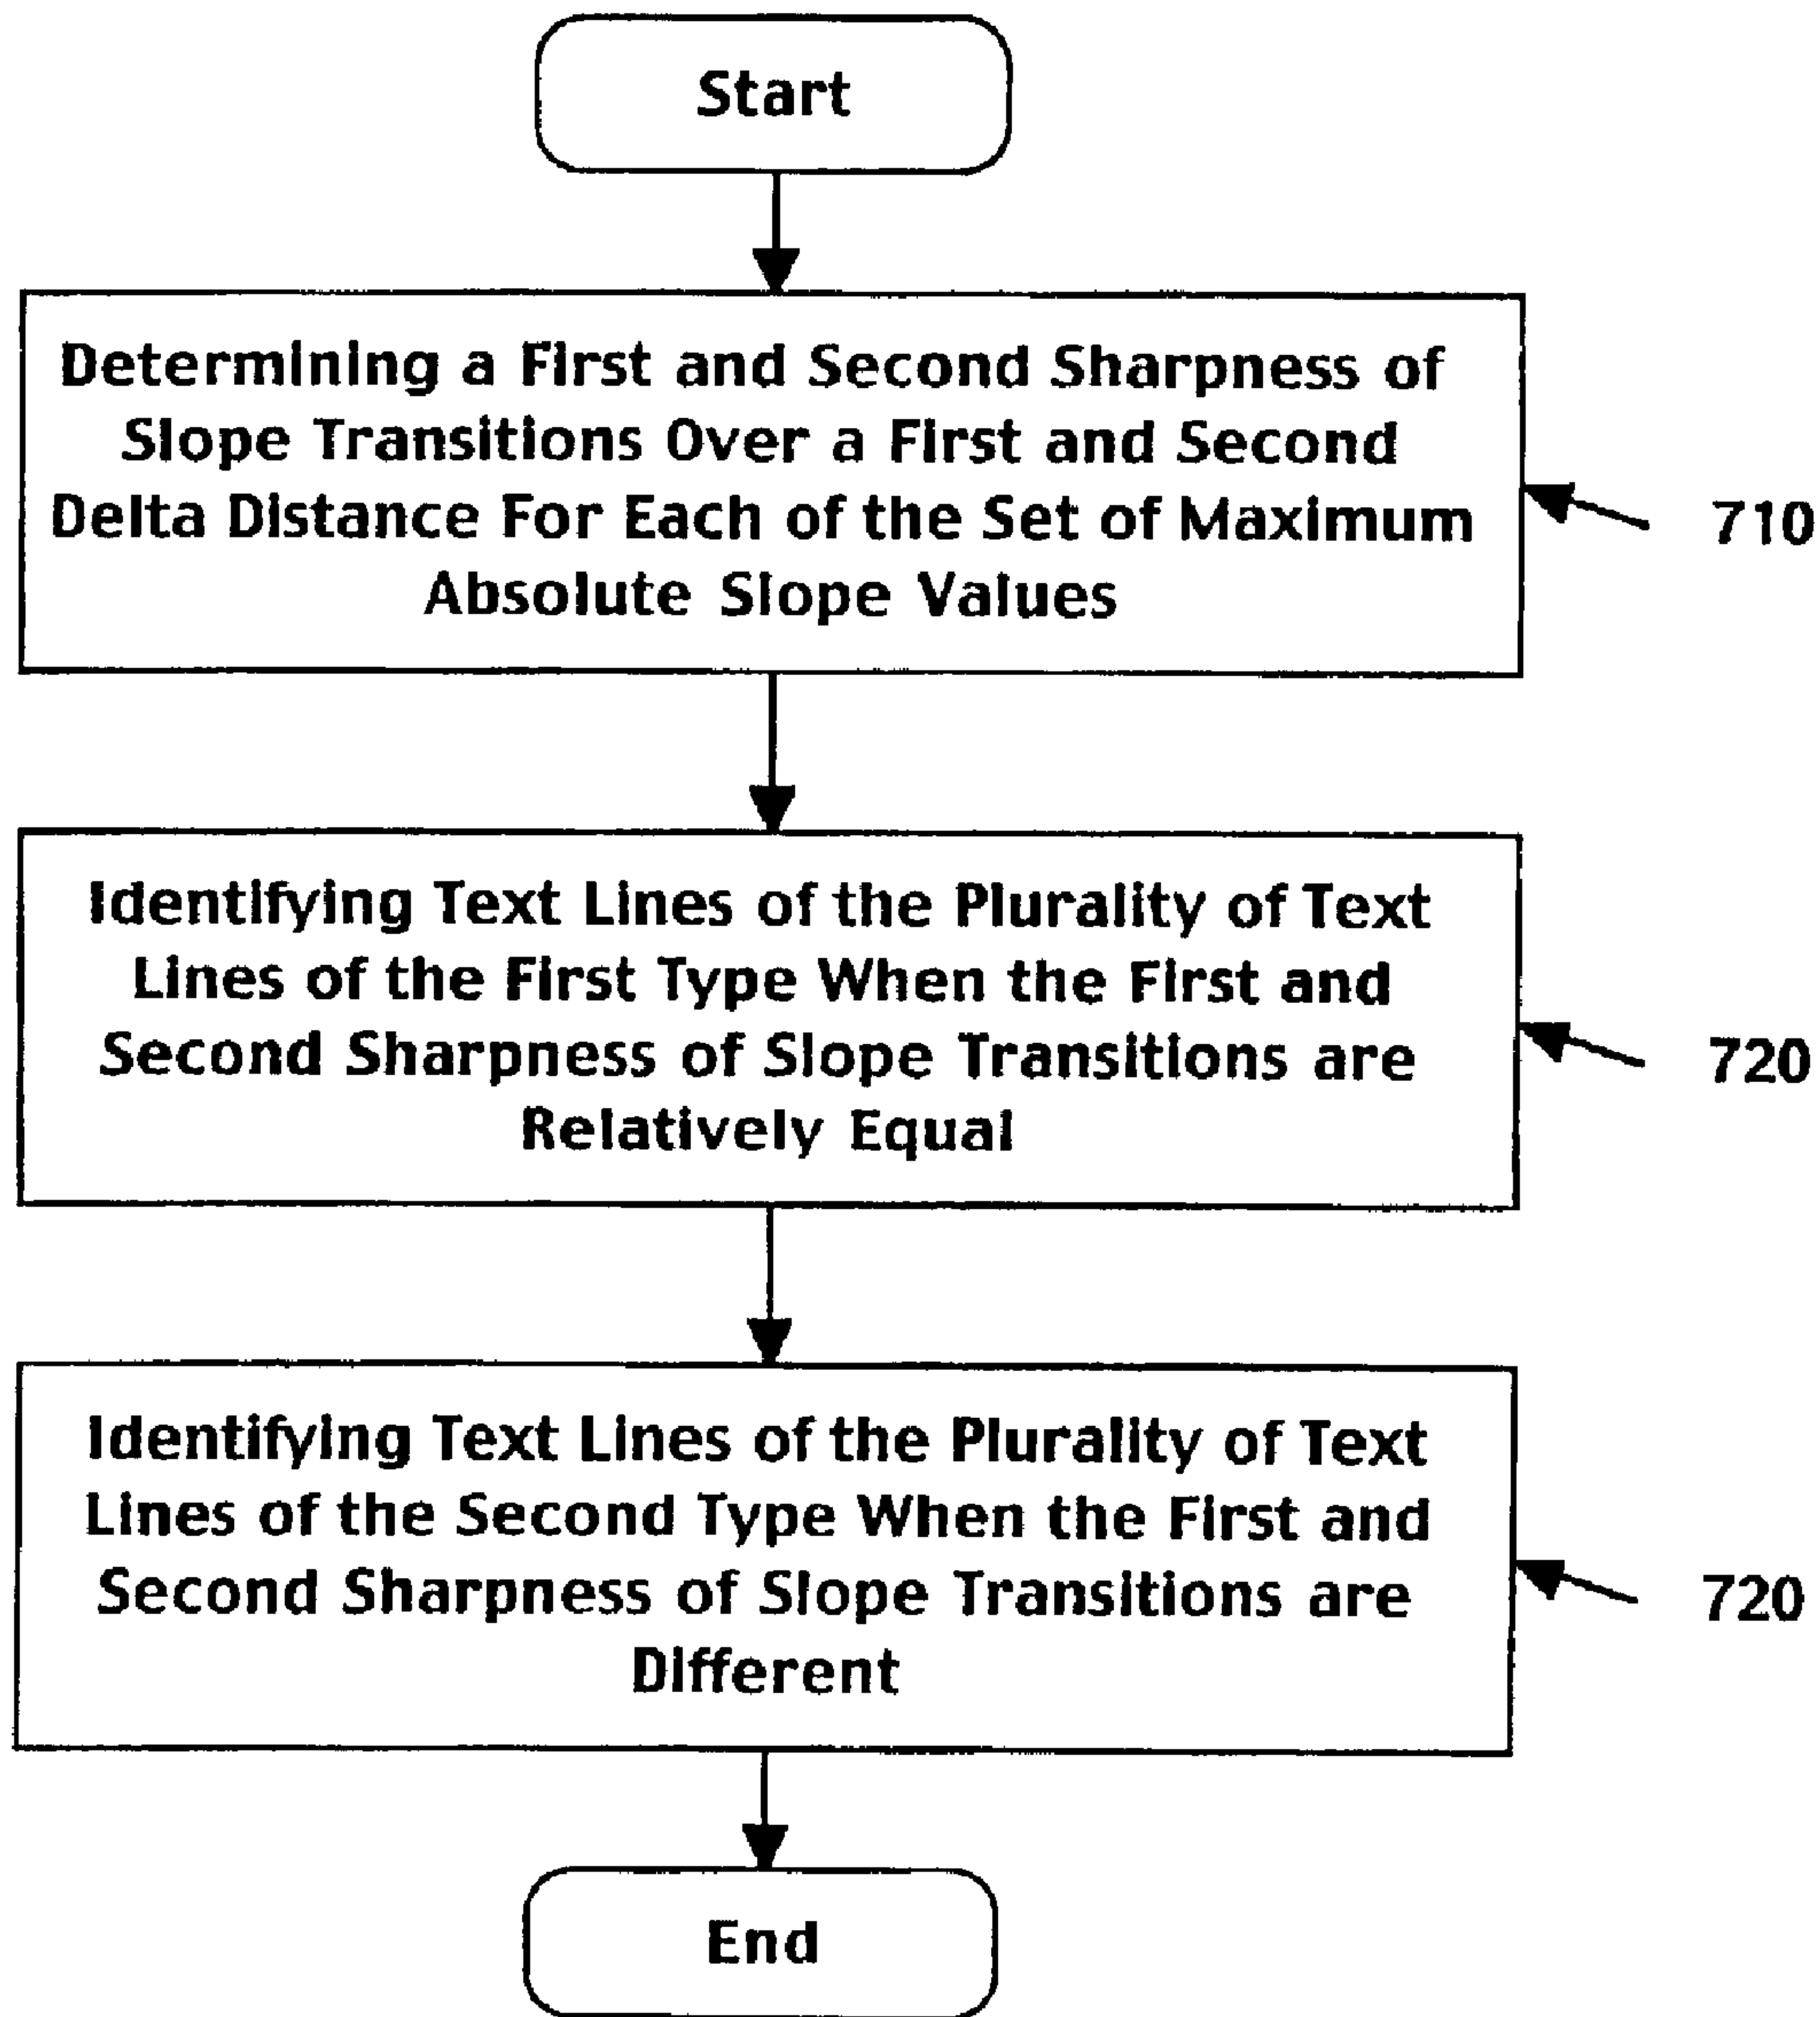 Start
Determining a First and Second Sharpness of
Slope Transitions Over a First and Second
Delta Distance For Each of the Set of Maximum
Absolute Slope Values
710
Identifying Text Lines of the Plurality of Text
Lines of the First Type When the First and
Second Sharpness of Slope Transitions are
Relatively Equal
720
Identifying Text Lines of the Plurality of Text
Lines of the Second Type When the First and
Second Sharpness of Slope Transitions are
Different
720
End